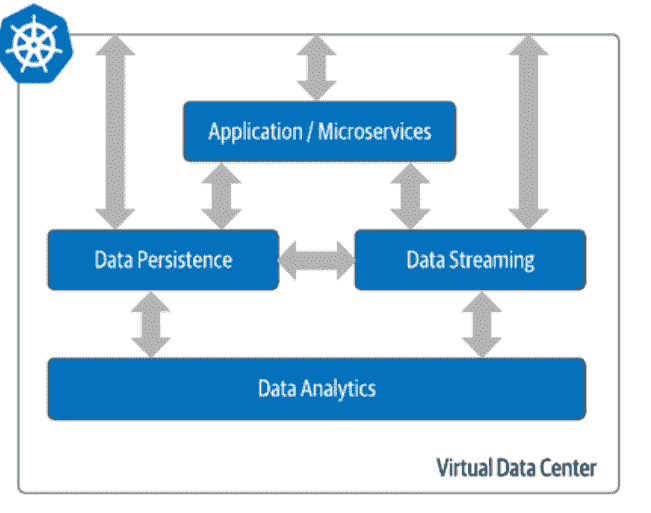 Application / Microservices
Data Persistence
Data Streaming
Data Analytics
Virtual Data Center